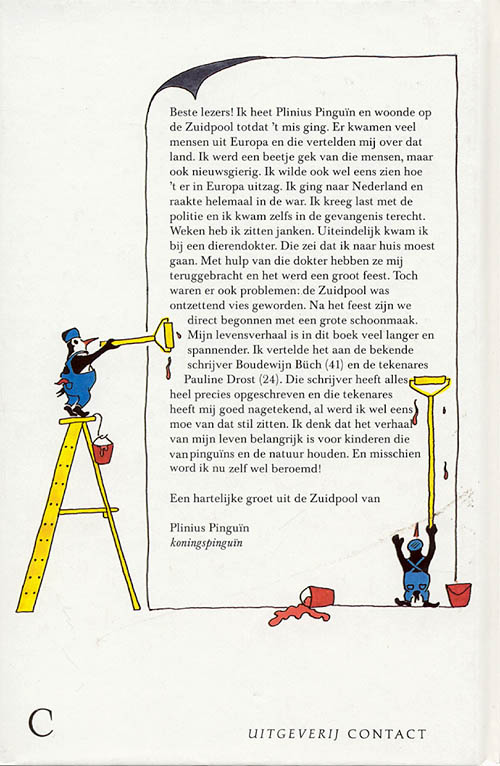 Beste lezers! Ik heet Plinius Pinguïn en woonde op
de Zuidpool totdat ’t mis ging. Er kwamen veel
mensen uit Europa en die vertelden mij over dat
land. Ik werd een beetje gek van die mensen, maar
ook nieuwsgierig. Ik wilde ook wel eens zien hoe
’t er in Europa uitzag. Ik ging naar Nederland en
raakte helemaal in de war. Ik kreeg last met de
politie en ik kwam zelfs in de gevangenis terecht.
Weken heb ik zitten janken. Uiteindelijk kwam ik
bij een dierendokter. Die zei dat ik naar huis moest
gaan. Met hulp van die dokter hebben ze mij
teruggebracht en het werd een groot feest. Toch
waren er ook problemen: de Zuidpool was
ontzettend vies geworden. Na het feest zijn we
direct begonnen met een grote schoonmaak.
Mijn levensverhaal is in dit boek veel langer en
spannender. Ik vertelde het aan de bekende
schrijver Boudewijn Büch (41) en de tekenares
Pauline Drost (24). Die schrijver heeft alles
heel precies opgeschreven en die tekenares
heeft mij goed nagetekend, al werd ik wel eens
moe van dat stil zitten. Ik denk dat het verhaal
van mijn leven belangrijk is voor kinderen die
van pinguïns en de natuur houden. En misschien
word ik nu zelf wel beroemd!
Een hartelijke groet uit de Zuidpool van
Plinius Pinguïn
koningspinguïn
C
UITGEVERIJ CONTACT